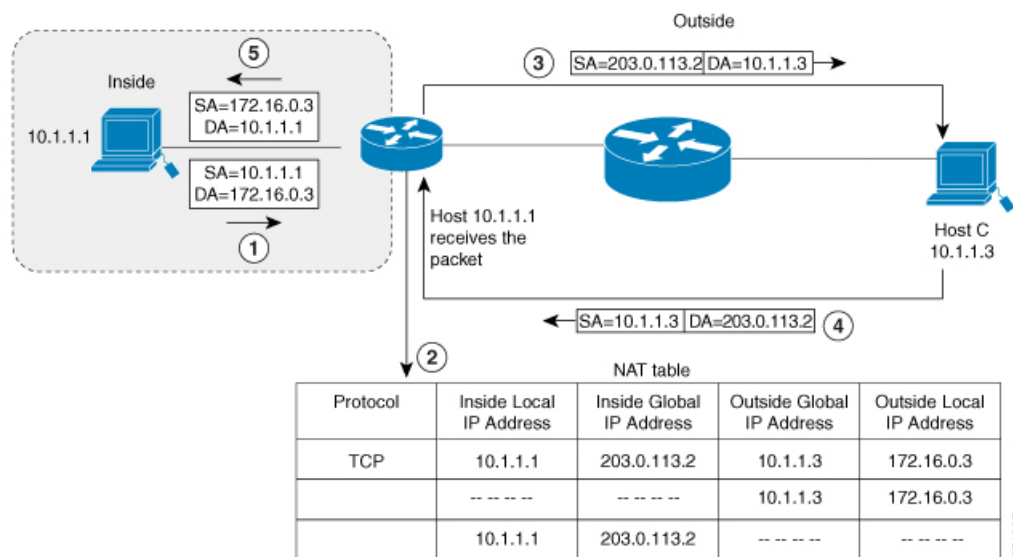 Outside
③ SA=203.0.113.2 DA=10.1.1.3
⑤
Inside
SA=172.16.0.3
DA=10.1.1.1
10.1.1.1
SA=10.1.1.1
DA=172.16.0.3
①
Host 10.1.1.1
receives the
packet
Host C
10.1.1.3
SA=10.1.1.3 DA=203.0.113.2 ④
②
NAT table
Protocol Inside Local IP Address Inside Global IP Address Outside Global IP Address Outside Local IP Address
TCP 10.1.1.1 203.0.113.2 10.1.1.3 172.16.0.3
-- -- -- -- -- -- -- -- 10.1.1.3 172.16.0.3
10.1.1.1 203.0.113.2 -- -- -- -- -- -- -- --